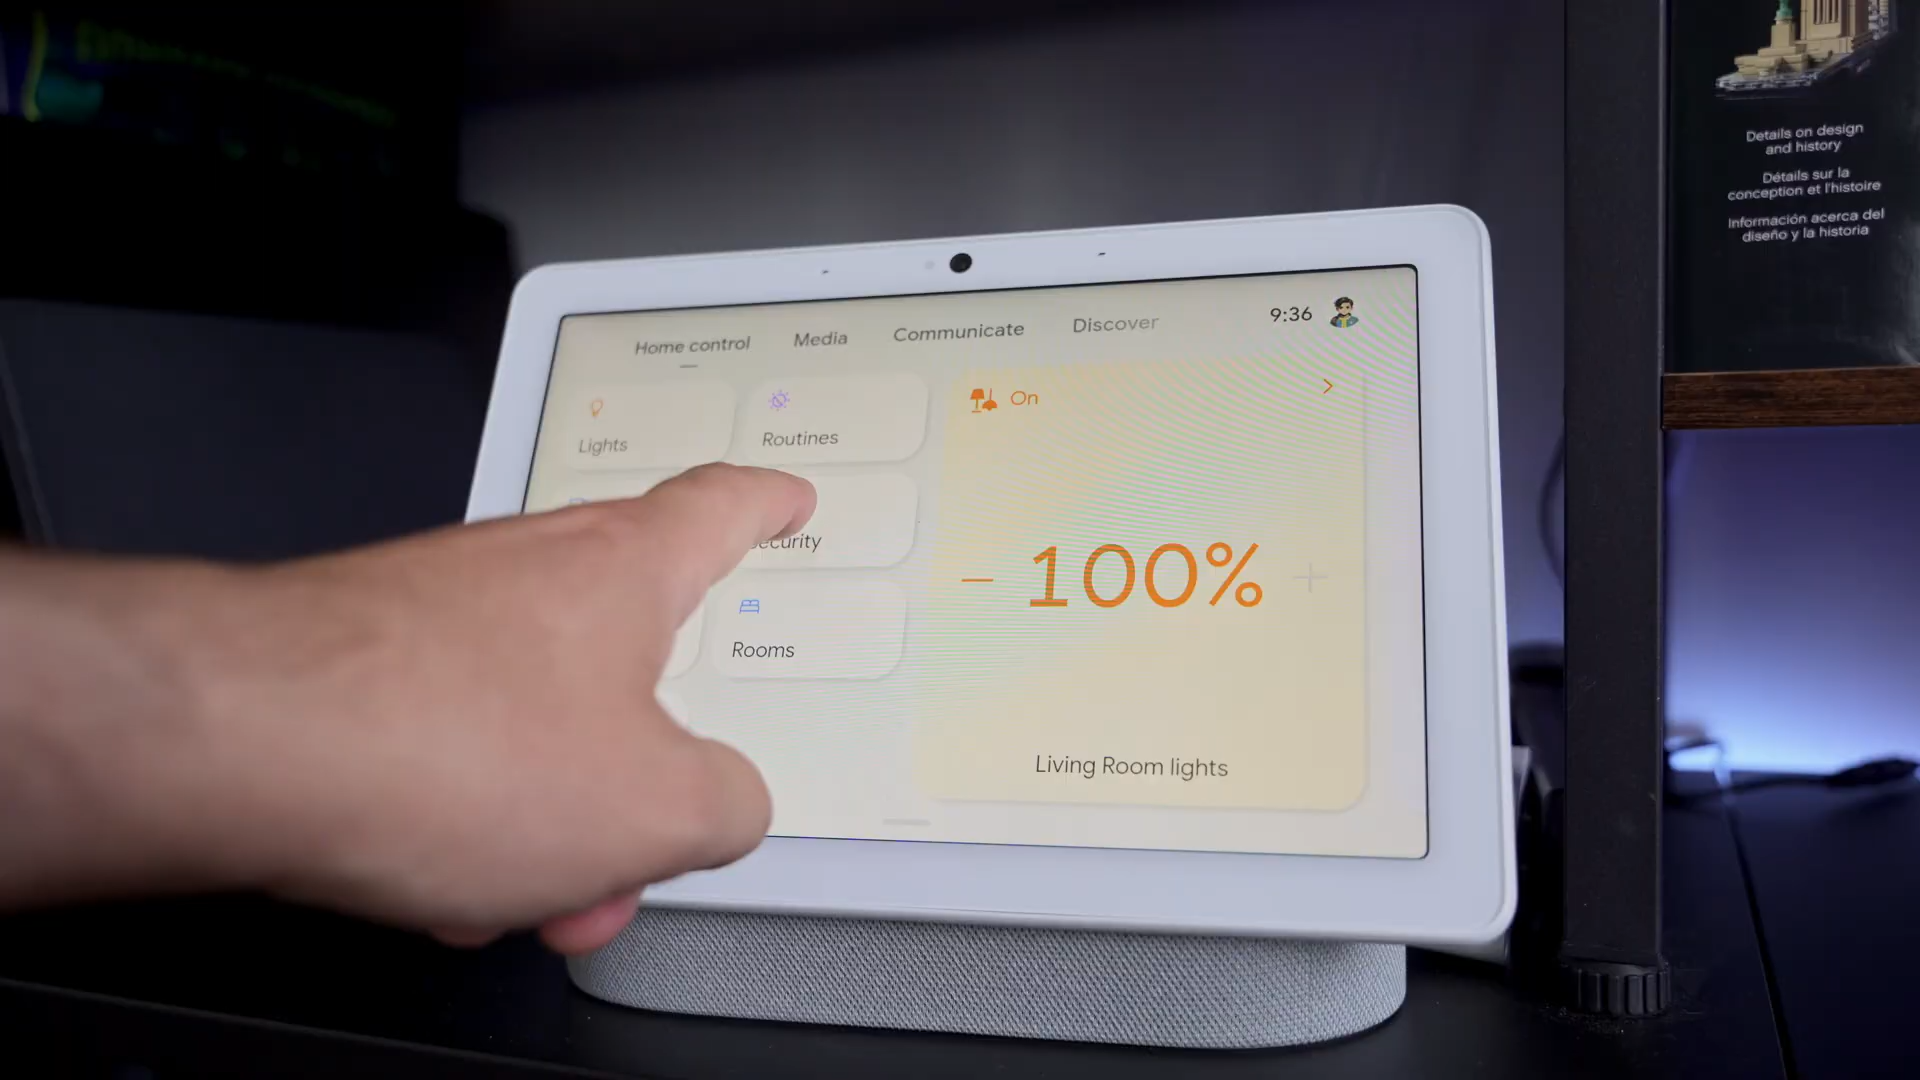 Home control
Media
Communicate
Discover
9:36
Lights
Routines
On
– 100% +
Rooms
Living Room lights
Details on design
and history
Détails sur la
conception et l'histoire
Información acerca del
diseño y la historia